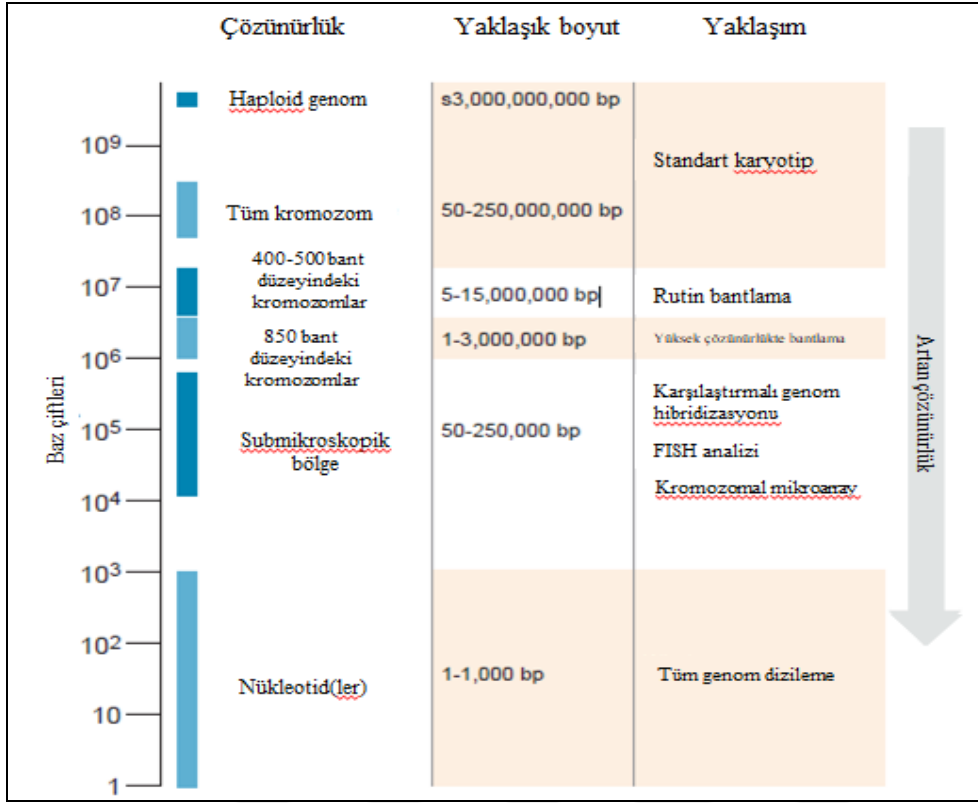 Çözünürlük Yaklaşık boyut Yaklaşım
Haploid genom s3,000,000,000 bp
10⁹
Standart karyotip
10⁸ Tüm kromozom 50-250,000,000 bp
400-500 bant
düzeyindeki
kromozomlar
10⁷ 5-15,000,000 bp Rutin bantlama
850 bant
düzeyindeki
kromozomlar
1-3,000,000 bp Yüksek çözünürlükte bantlama
10⁶
Karşılaştırmalı genom
hibridizasyonu
10⁵ Submikroskopik
bölge
50-250,000 bp
FISH analizi
Kromozomal mikroarray
10⁴
10³
10²
Nükleotid(ler) 1-1,000 bp Tüm genom dizileme
10
1
Baz çiftleri
Artan çözünürlük